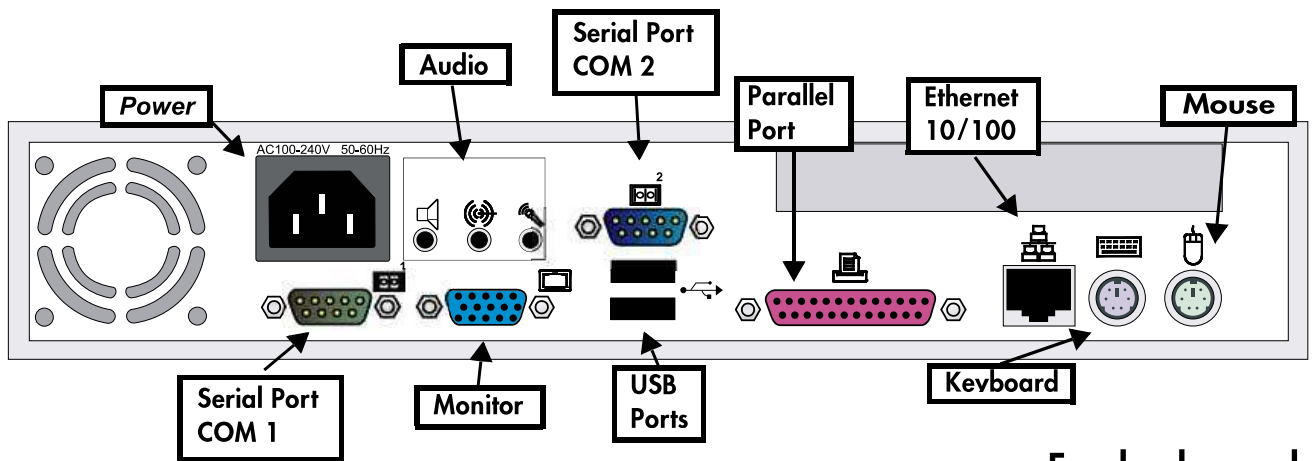 Serial Port
COM 2
Audio
Power
Parallel
Port
Ethernet
10/100
Mouse
AC100-240V 50-60Hz
2
1
Serial Port
COM 1
Monitor
USB
Ports
Keyboard